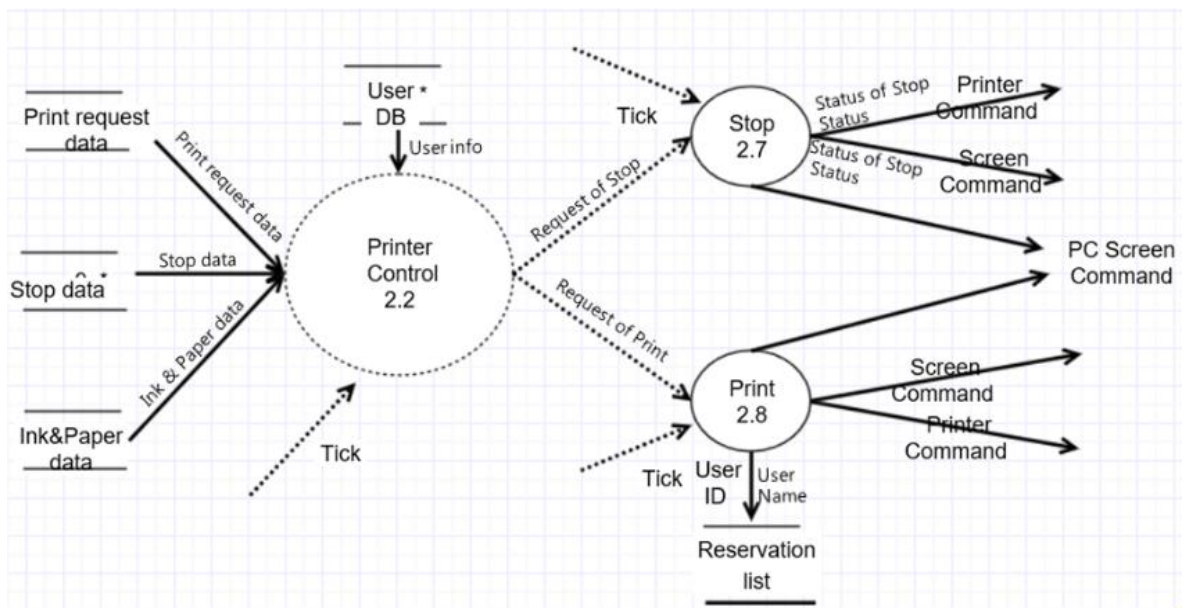 Print request
data
Print request data
User *
DB
User info
Stop data
Stop data
Ink & Paper data
Ink&Paper
data
Printer
Control
2.2
Tick
Request of Stop
Request of Print
Tick
Stop
2.7
Status of Stop
Status
Printer
Command
Status of Stop
Status
Screen
Command
PC Screen
Command
Print
2.8
Screen
Command
Printer
Command
Tick
User
ID
User
Name
Reservation
list